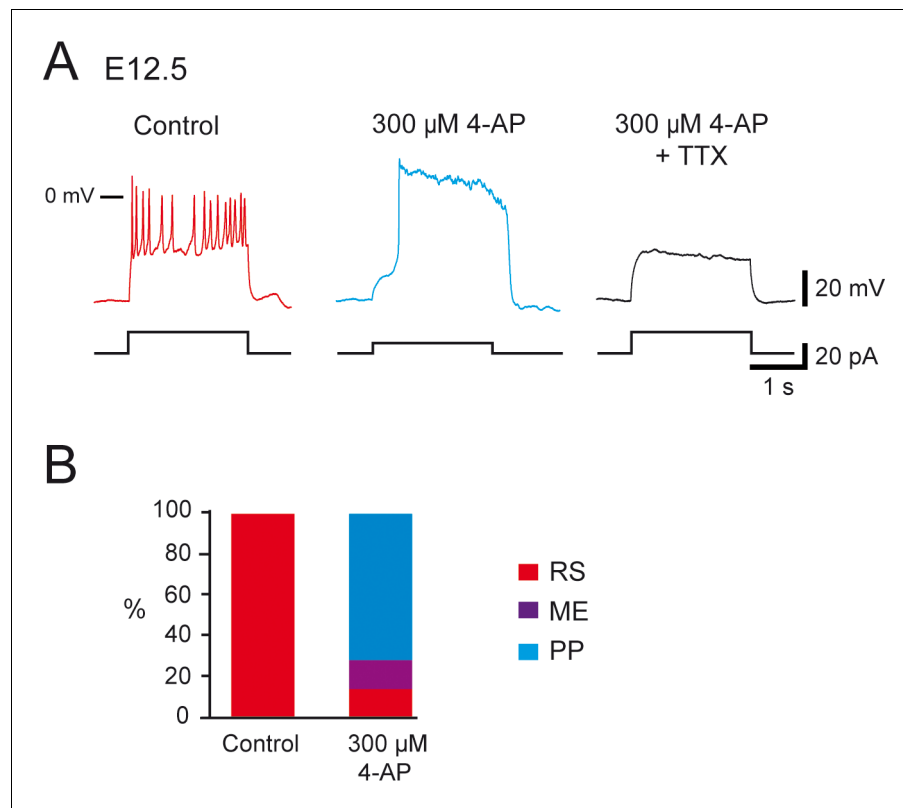 A E12.5
Control
300 µM 4-AP
300 µM 4-AP
+ TTX
0 mV
20 mV
20 pA
1 s
B
100
80
60
40
20
0
%
Control
300 µM
4-AP
RS
ME
PP